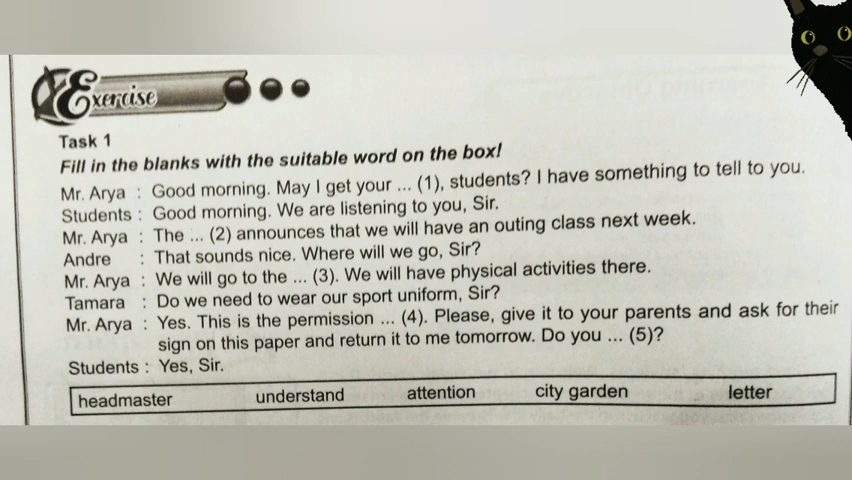 Exercise
Task 1
Fill in the blanks with the suitable word on the box!
Mr. Arya : Good morning. May I get your ... (1), students? I have something to tell to you.
Students : Good morning. We are listening to you, Sir.
Mr. Arya : The ... (2) announces that we will have an outing class next week.
Andre : That sounds nice. Where will we go, Sir?
Mr. Arya : We will go to the ... (3). We will have physical activities there.
Tamara : Do we need to wear our sport uniform, Sir?
Mr. Arya : Yes. This is the permission ... (4). Please, give it to your parents and ask for their
sign on this paper and return it to me tomorrow. Do you ... (5)?
Students : Yes, Sir.
headmaster understand attention city garden letter